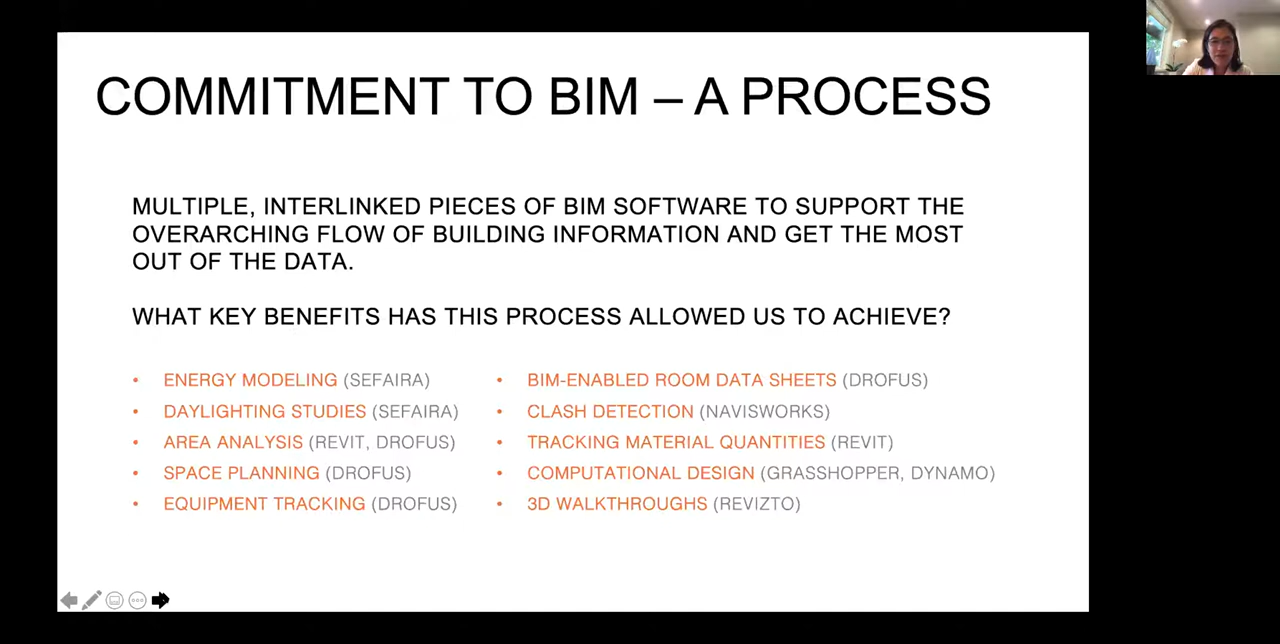 COMMITMENT TO BIM – A PROCESS
MULTIPLE, INTERLINKED PIECES OF BIM SOFTWARE TO SUPPORT THE
OVERARCHING FLOW OF BUILDING INFORMATION AND GET THE MOST
OUT OF THE DATA.
WHAT KEY BENEFITS HAS THIS PROCESS ALLOWED US TO ACHIEVE?
• ENERGY MODELING (SEFAIRA)
• DAYLIGHTING STUDIES (SEFAIRA)
• AREA ANALYSIS (REVIT, DROFUS)
• SPACE PLANNING (DROFUS)
• EQUIPMENT TRACKING (DROFUS)
• BIM-ENABLED ROOM DATA SHEETS (DROFUS)
• CLASH DETECTION (NAVISWORKS)
• TRACKING MATERIAL QUANTITIES (REVIT)
• COMPUTATIONAL DESIGN (GRASSHOPPER, DYNAMO)
• 3D WALKTHROUGHS (REVIZTO)